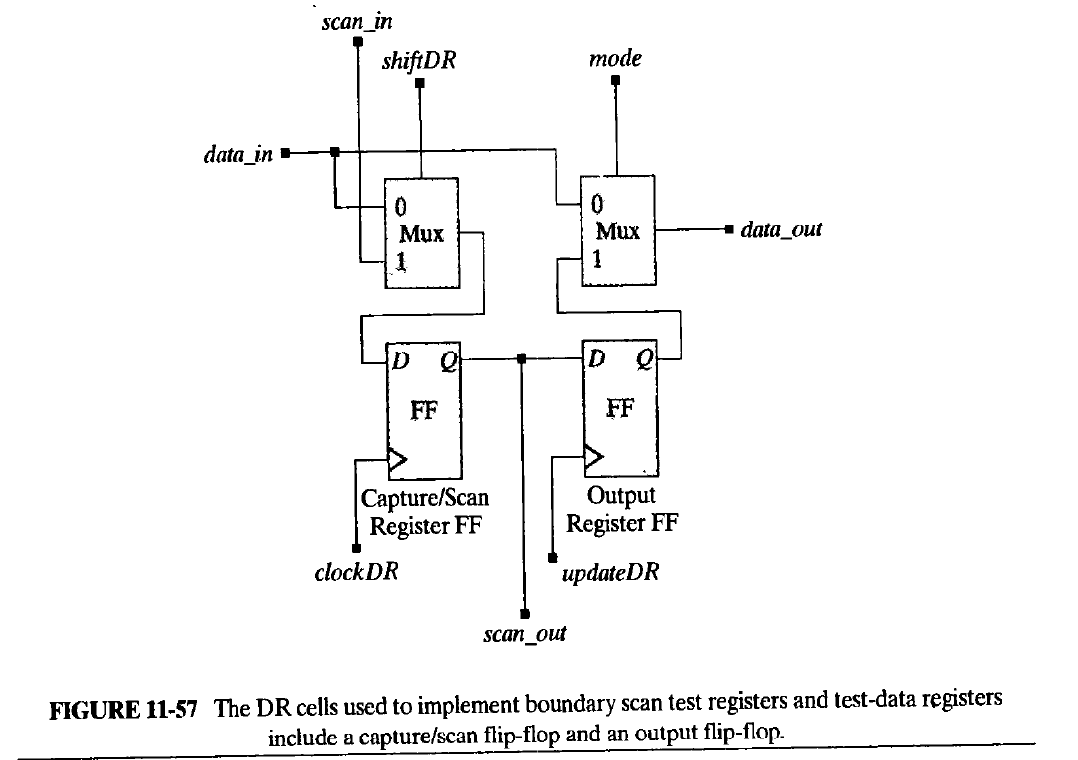 scan_in
shiftDR
mode
data_in
0
Mux
1
0
Mux
1
data_out
D Q
FF
D Q
FF
Capture/Scan
Register FF
Output
Register FF
clockDR
updateDR
scan_out
FIGURE 11-57 The DR cells used to implement boundary scan test registers and test-data registers
include a capture/scan flip-flop and an output flip-flop.